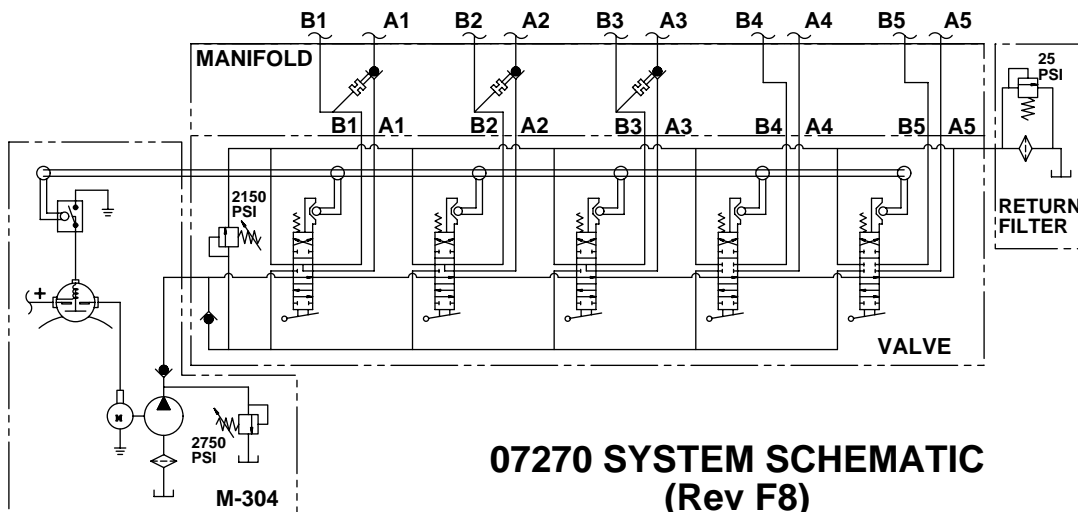 B1 A1 B2 A2 B3 A3 B4 A4 B5 A5
MANIFOLD
25
PSI
B1 A1 B2 A2 B3 A3 B4 A4 B5 A5
2150
PSI
RETURN
FILTER
+
VALVE
M
2750
PSI
M-304
07270 SYSTEM SCHEMATIC
(Rev F8)